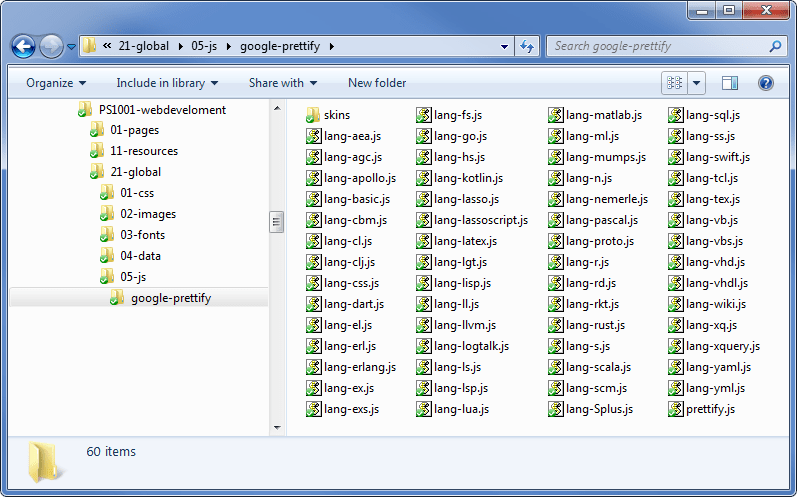 « 21-global ▸ 05-js ▸ google-prettify ▸
Search google-prettify
Organize Include in library Share with New folder
PS1001-webdeveloment
01-pages
11-resources
21-global
01-css
02-images
03-fonts
04-data
05-js
google-prettify
skins
lang-aea.js
lang-agc.js
lang-apollo.js
lang-basic.js
lang-cbm.js
lang-cl.js
lang-clj.js
lang-css.js
lang-dart.js
lang-el.js
lang-erl.js
lang-erlang.js
lang-ex.js
lang-exs.js
lang-fs.js
lang-go.js
lang-hs.js
lang-kotlin.js
lang-lasso.js
lang-lassoscript.js
lang-latex.js
lang-lgt.js
lang-lisp.js
lang-ll.js
lang-llvm.js
lang-logtalk.js
lang-ls.js
lang-lsp.js
lang-lua.js
lang-matlab.js
lang-ml.js
lang-mumps.js
lang-n.js
lang-nemerle.js
lang-pascal.js
lang-proto.js
lang-r.js
lang-rd.js
lang-rkt.js
lang-rust.js
lang-s.js
lang-scala.js
lang-scm.js
lang-Splus.js
lang-sql.js
lang-ss.js
lang-swift.js
lang-tcl.js
lang-tex.js
lang-vb.js
lang-vbs.js
lang-vhd.js
lang-vhdl.js
lang-wiki.js
lang-xq.js
lang-xquery.js
lang-yaml.js
lang-yml.js
prettify.js
60 items